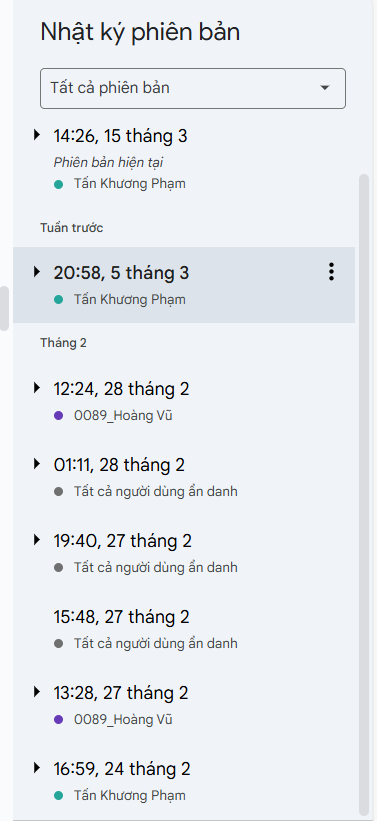 Nhật ký phiên bản
Tất cả phiên bản
14:26, 15 tháng 3
Phiên bản hiện tại
Tấn Khương Phạm
Tuần trước
20:58, 5 tháng 3
Tấn Khương Phạm
Tháng 2
12:24, 28 tháng 2
0089_Hoàng Vũ
01:11, 28 tháng 2
Tất cả người dùng ẩn danh
19:40, 27 tháng 2
Tất cả người dùng ẩn danh
15:48, 27 tháng 2
Tất cả người dùng ẩn danh
13:28, 27 tháng 2
0089_Hoàng Vũ
16:59, 24 tháng 2
Tấn Khương Phạm